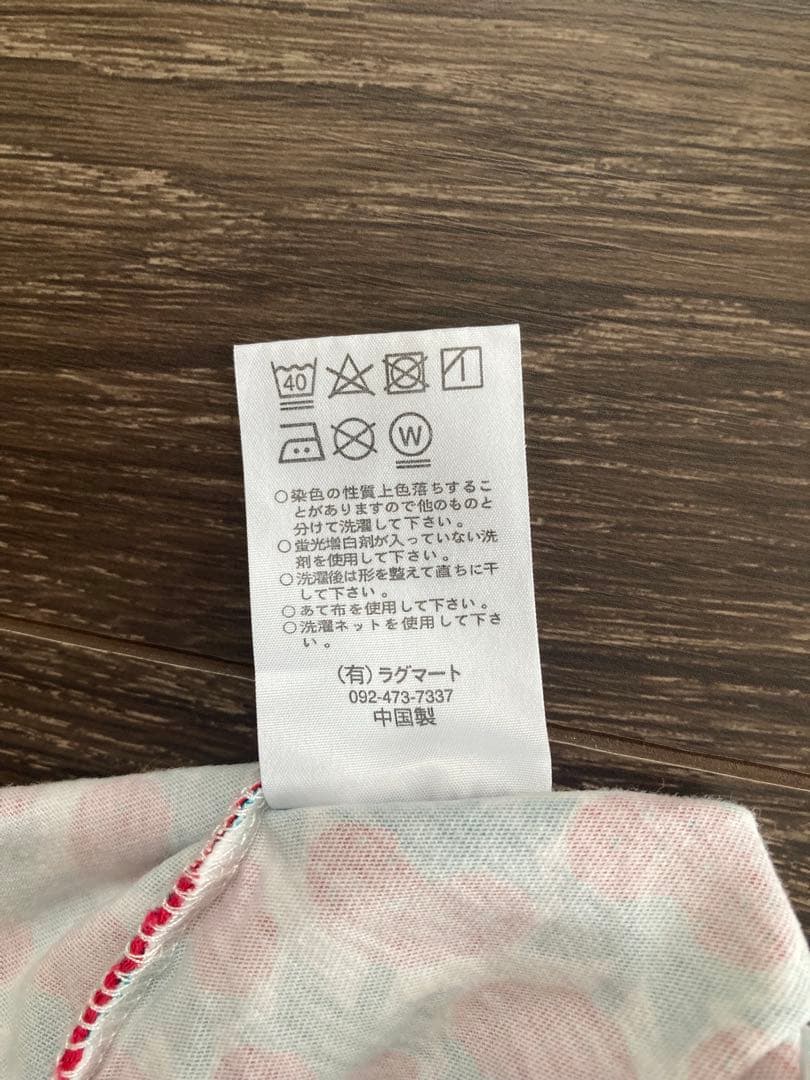 40
W
○染色の性質上色落ちするこ
とがありますので他のものと
分けて洗濯して下さい。
○蛍光増白剤が入っていない洗
剤を使用して下さい。
○洗濯後は形を整えて直ちに干
して下さい。
○あて布を使用して下さい。
○洗濯ネットを使用して下さ
い。
(有)ラグマート
092-473-7337
中国製